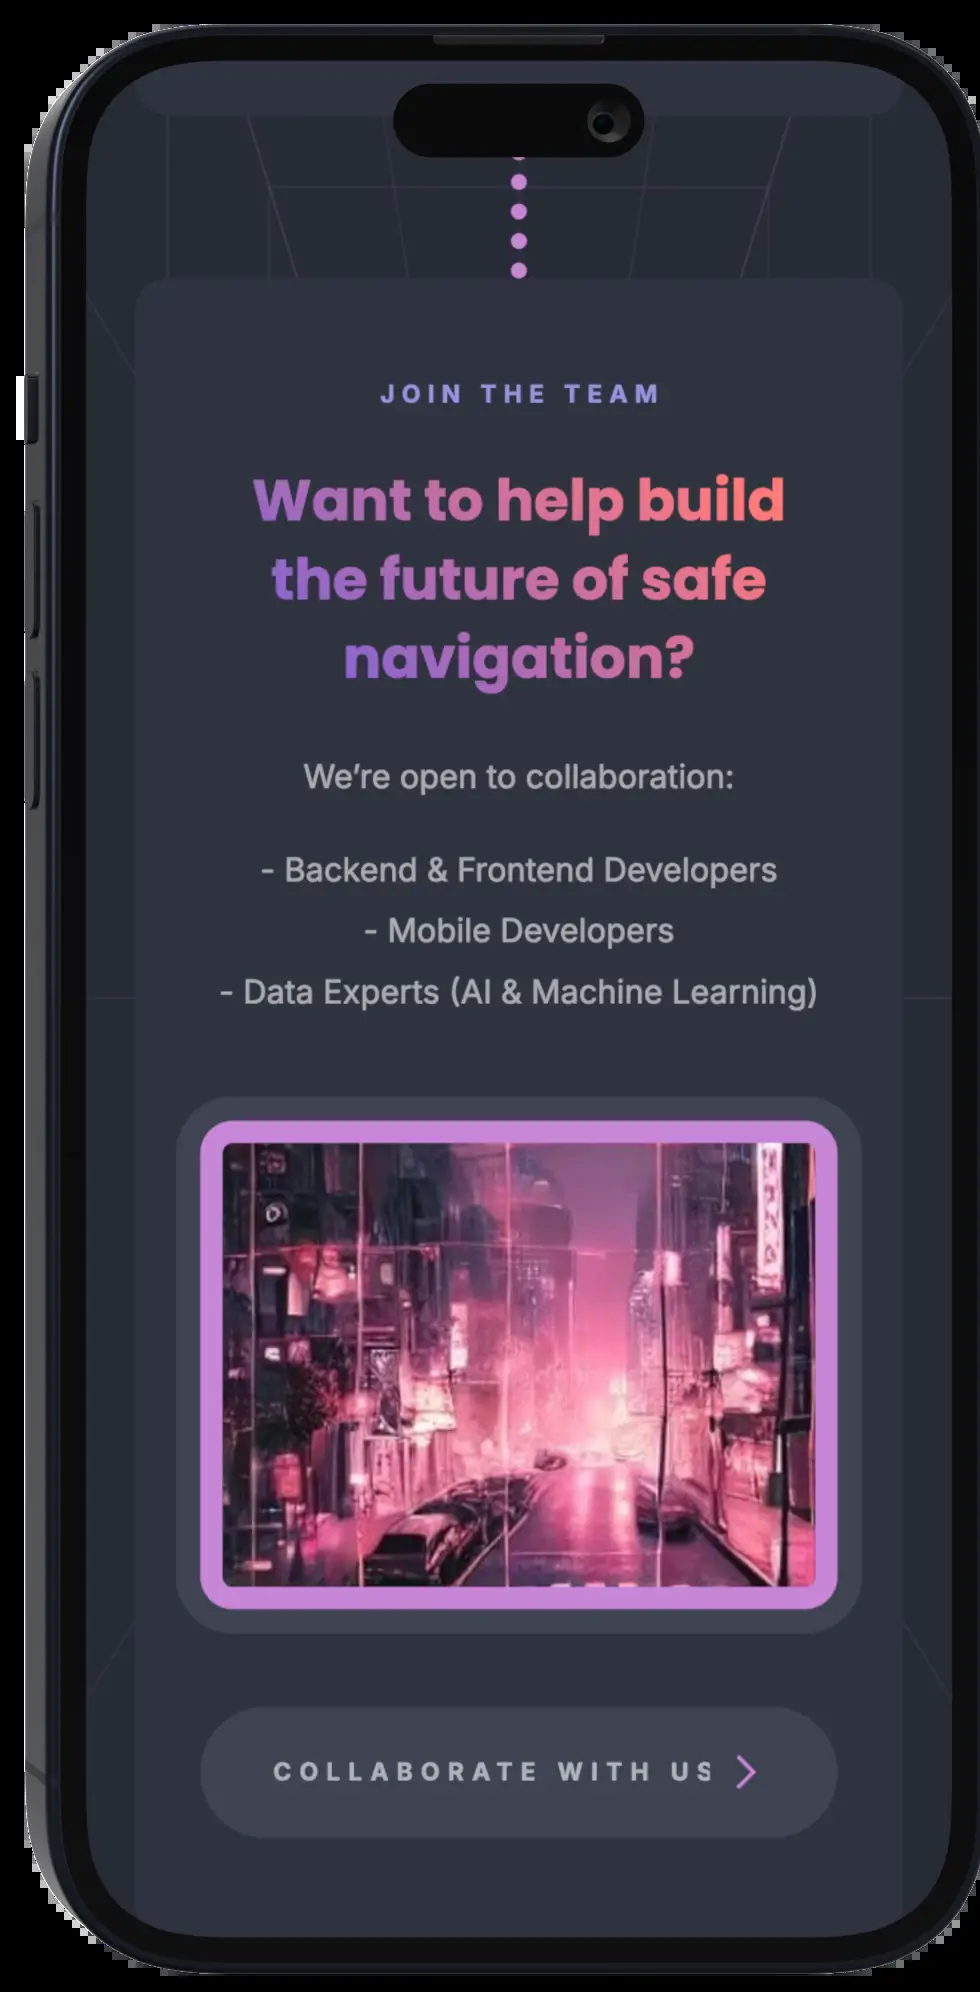 JOIN THE TEAM
Want to help build
the future of safe
navigation?
We're open to collaboration:
- Backend & Frontend Developers
- Mobile Developers
- Data Experts (AI & Machine Learning)
COLLABORATE WITH US